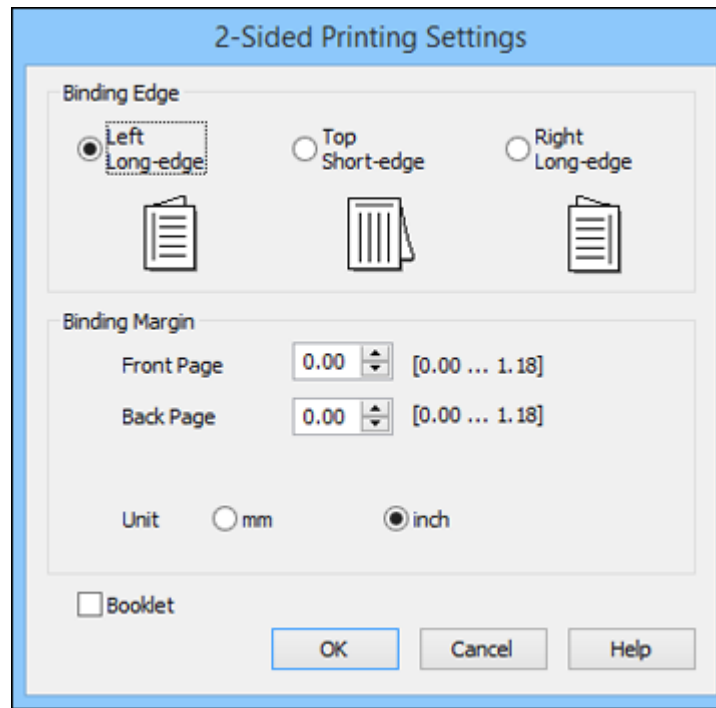 2-Sided Printing Settings
Binding Edge
Left
Long-edge
Top
Short-edge
Right
Long-edge
Binding Margin
Front Page 0.00 [0.00 ... 1.18]
Back Page 0.00 [0.00 ... 1.18]
Unit mm inch
Booklet
OK Cancel Help